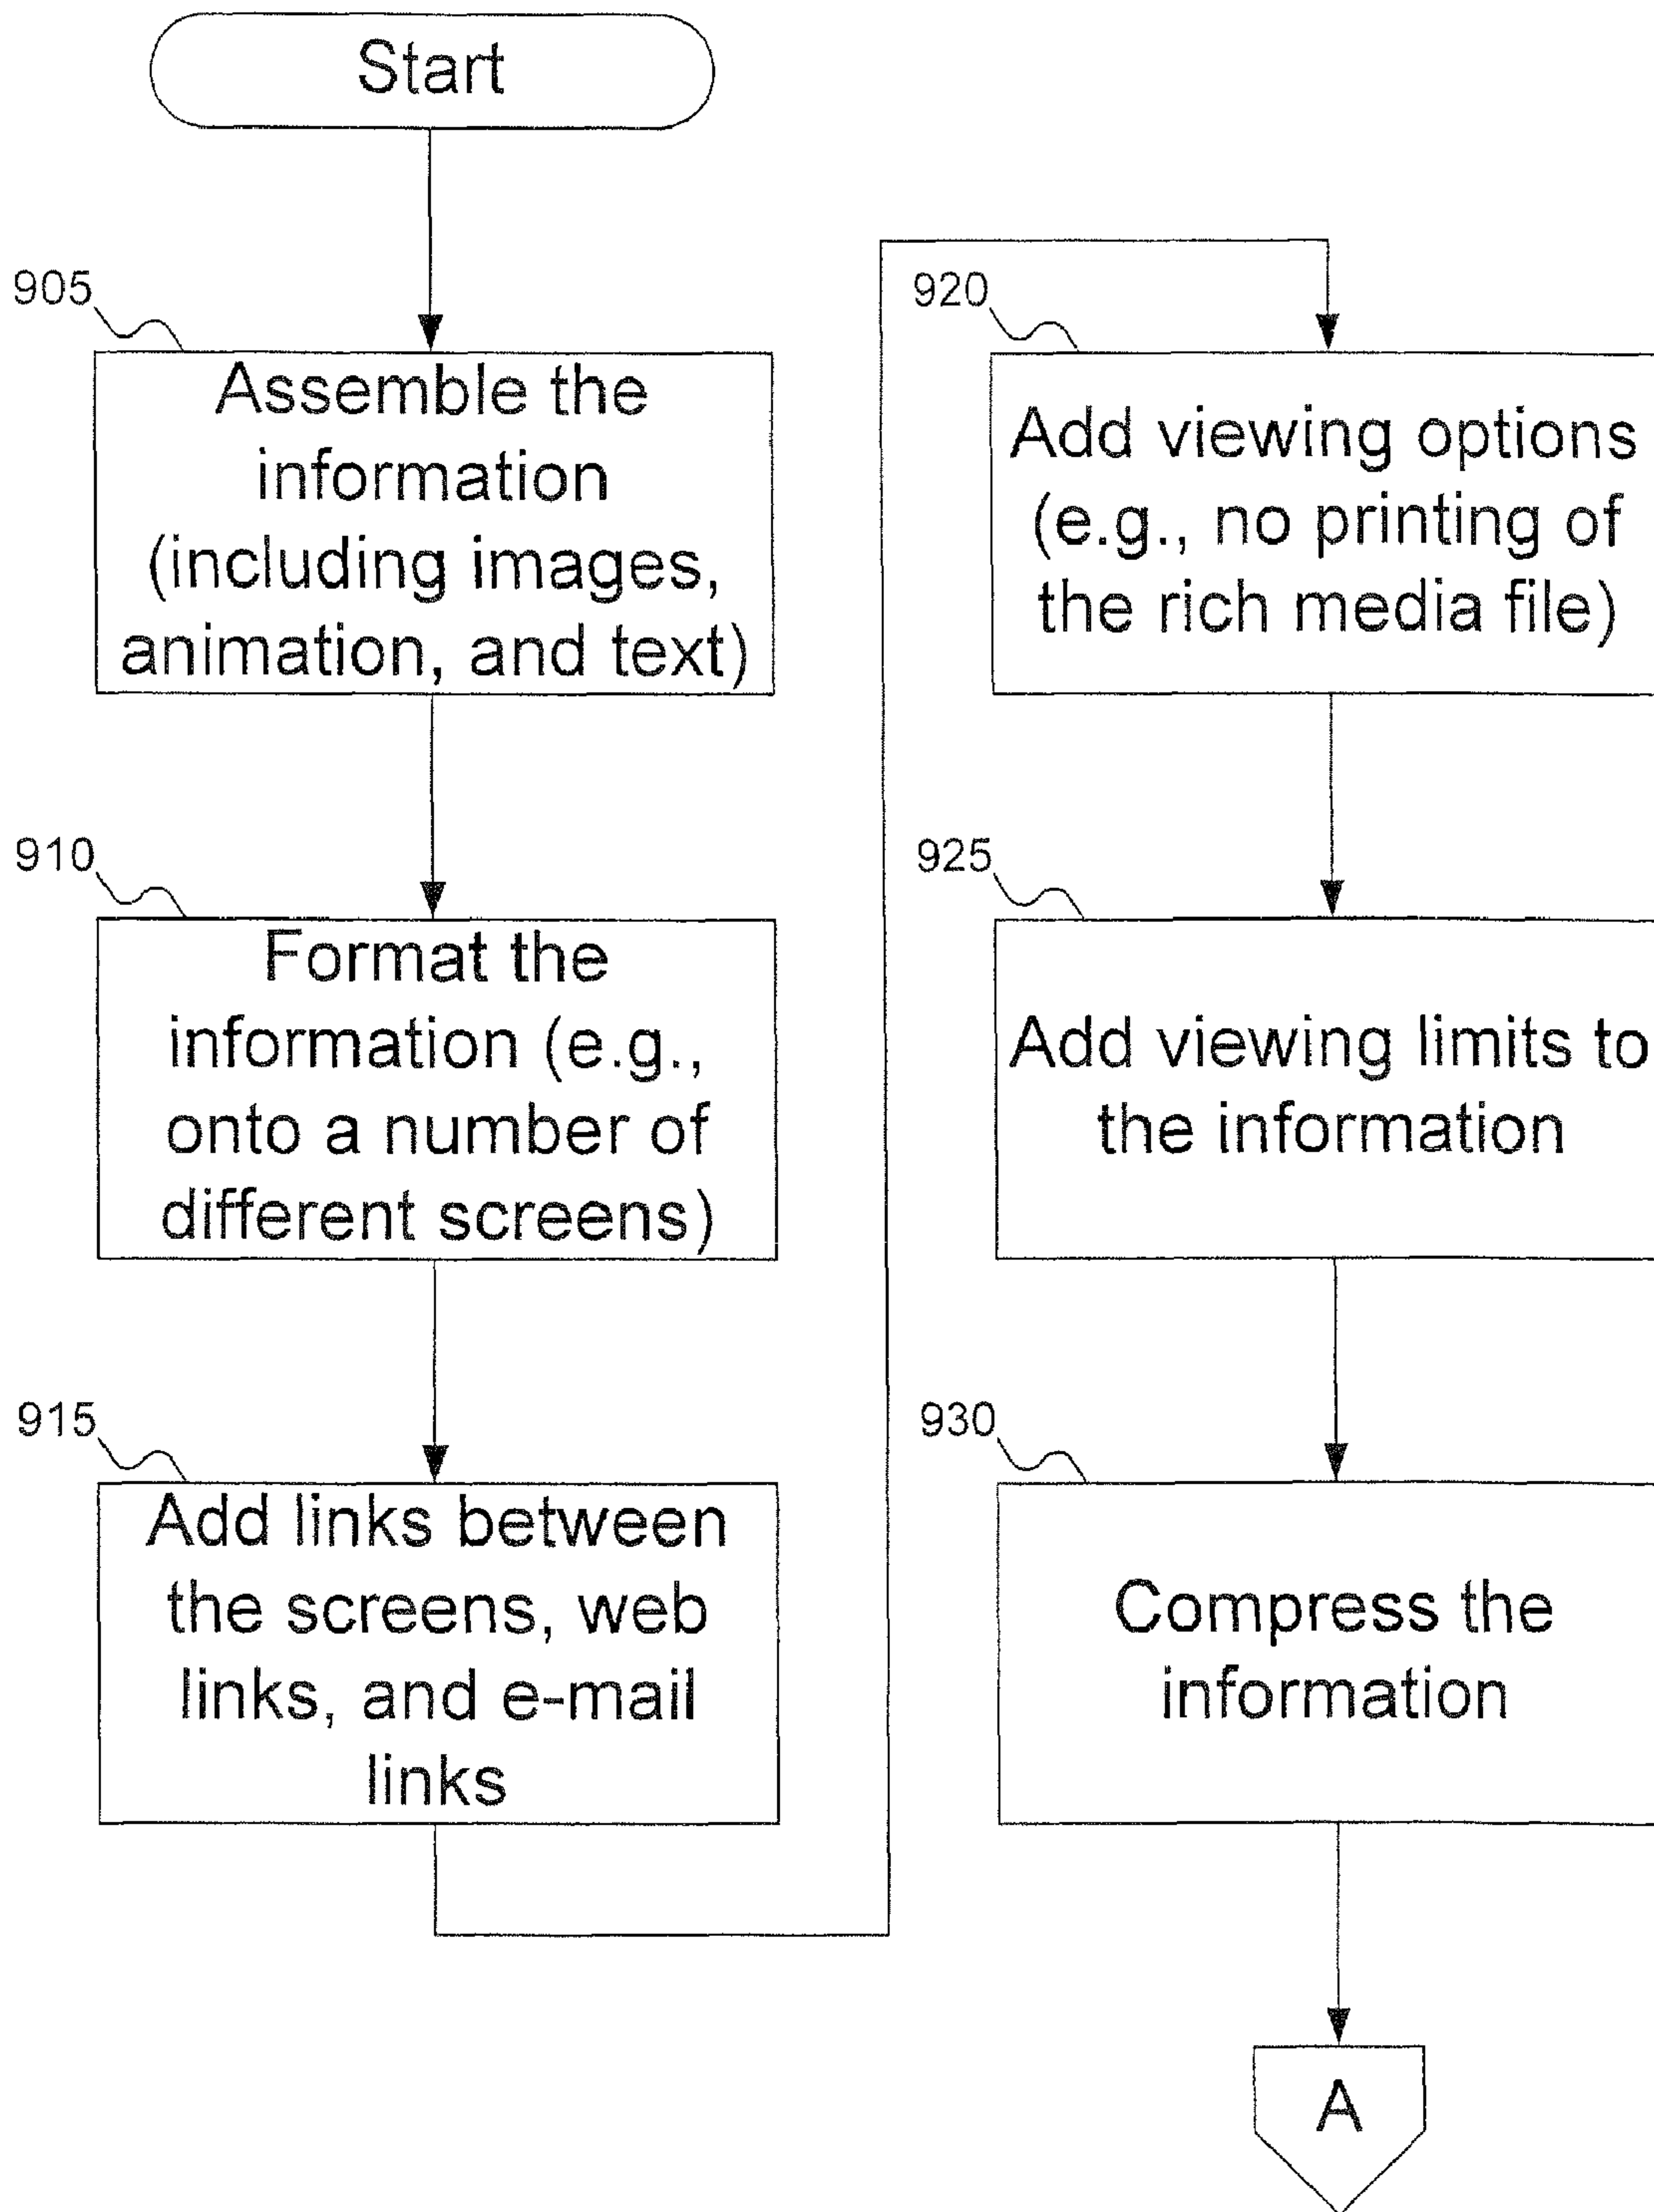 Start
905
Assemble the
information
(including images,
animation, and text)
910
Format the
information (e.g.,
onto a number of
different screens)
915
Add links between
the screens, web
links, and e-mail
links
920
Add viewing options
(e.g., no printing of
the rich media file)
925
Add viewing limits to
the information
930
Compress the
information
A